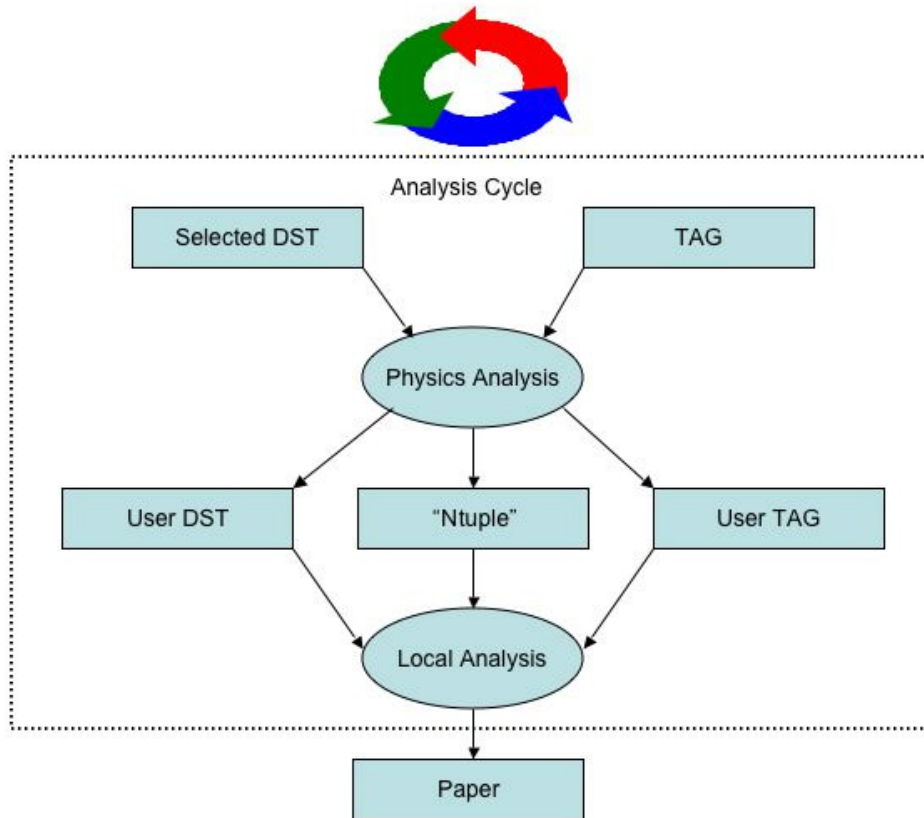 Analysis Cycle
Selected DST
TAG
Physics Analysis
User DST
“Ntuple”
User TAG
Local Analysis
Paper